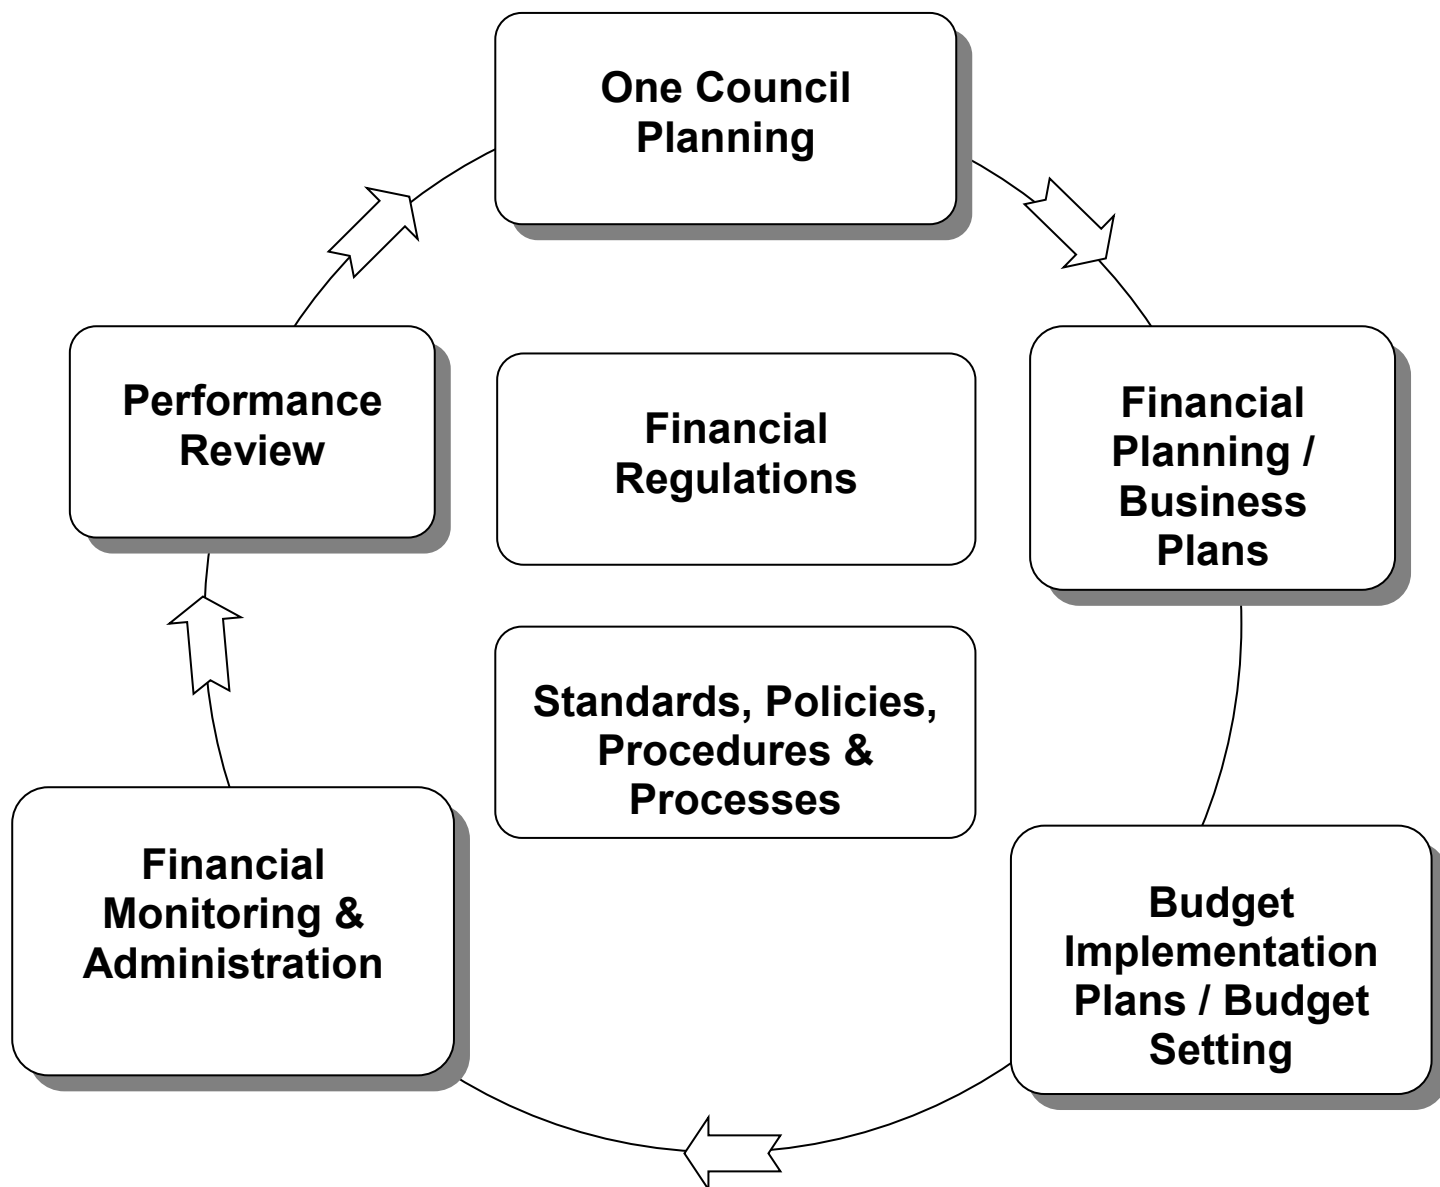 One Council
Planning
Performance
Review
Financial
Regulations
Financial
Planning /
Business
Plans
Standards, Policies,
Procedures &
Processes
Financial
Monitoring &
Administration
Budget
Implementation
Plans / Budget
Setting